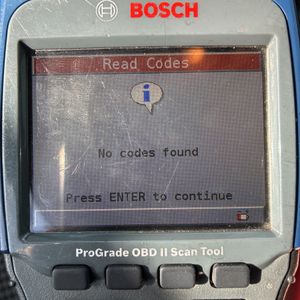 BOSCH
Read Codes
i
No codes found
Press ENTER to continue
ProGrade OBD II Scan Tool